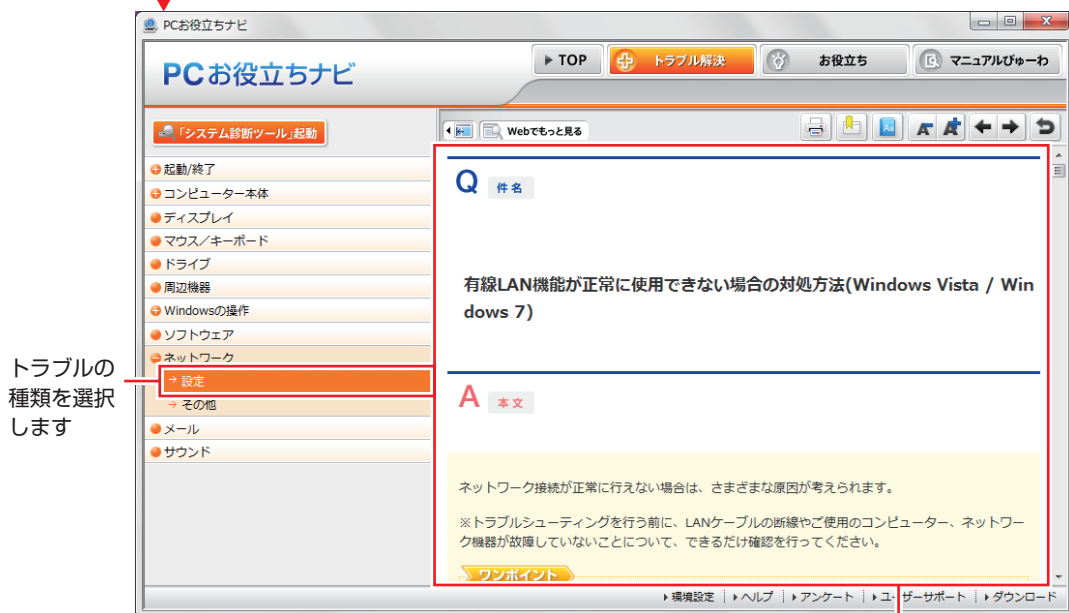 PCお役立ちナビ
PCお役立ちナビ
TOP
トラブル解決
お役立ち
マニュアルびゅーわ
「システム診断ツール」起動
Webでもっと見る
起動/終了
コンピューター本体
ディスプレイ
マウス／キーボード
ドライブ
周辺機器
Windowsの操作
ソフトウェア
ネットワーク
設定
その他
メール
サウンド
トラブルの
種類を選択
します
Q 件名
有線LAN機能が正常に使用できない場合の対処方法(Windows Vista / Win
dows 7)
A 本文
ネットワーク接続が正常に行えない場合は、さまざまな原因が考えられます。
※トラブルシューティングを行う前に、LANケーブルの断線やご使用のコンピューター、ネットワー
ク機器が故障していないことについて、できるだけ確認を行ってください。
ワンポイント
環境設定 ヘルプ アンケート ユーザーサポート ダウンロード